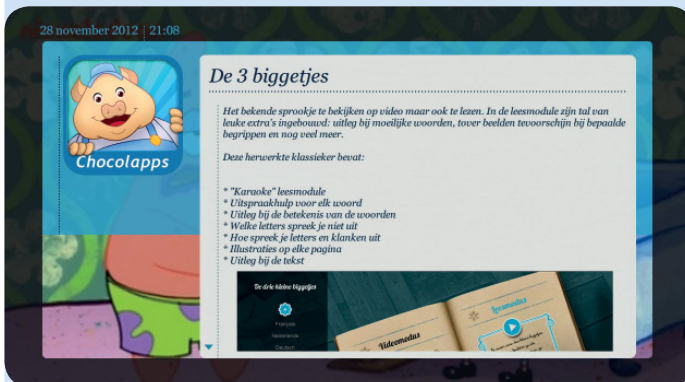 28 november 2012 21:08
Chocolapps
De 3 biggetjes
Het bekende sprookje te bekijken op video maar ook te lezen. In de leesmodule zijn tal van
leuke extra's ingebouwd: uitleg bij moeilijke woorden, tover beelden tevoorschijn bij bepaalde
begrippen en nog veel meer.
Deze herwerkte klassieker bevat:
* "Karaoke" leesmodule
* Uitspraakhulp voor elk woord
* Uitleg bij de betekenis van de woorden
* Welke letters spreek je niet uit
* Hoe spreek je letters en klanken uit
* Illustraties op elke pagina
* Uitleg bij de tekst
De drie kleine biggetjes
Français
Nederlands
Deutsch
Videomodus
Leesmodus